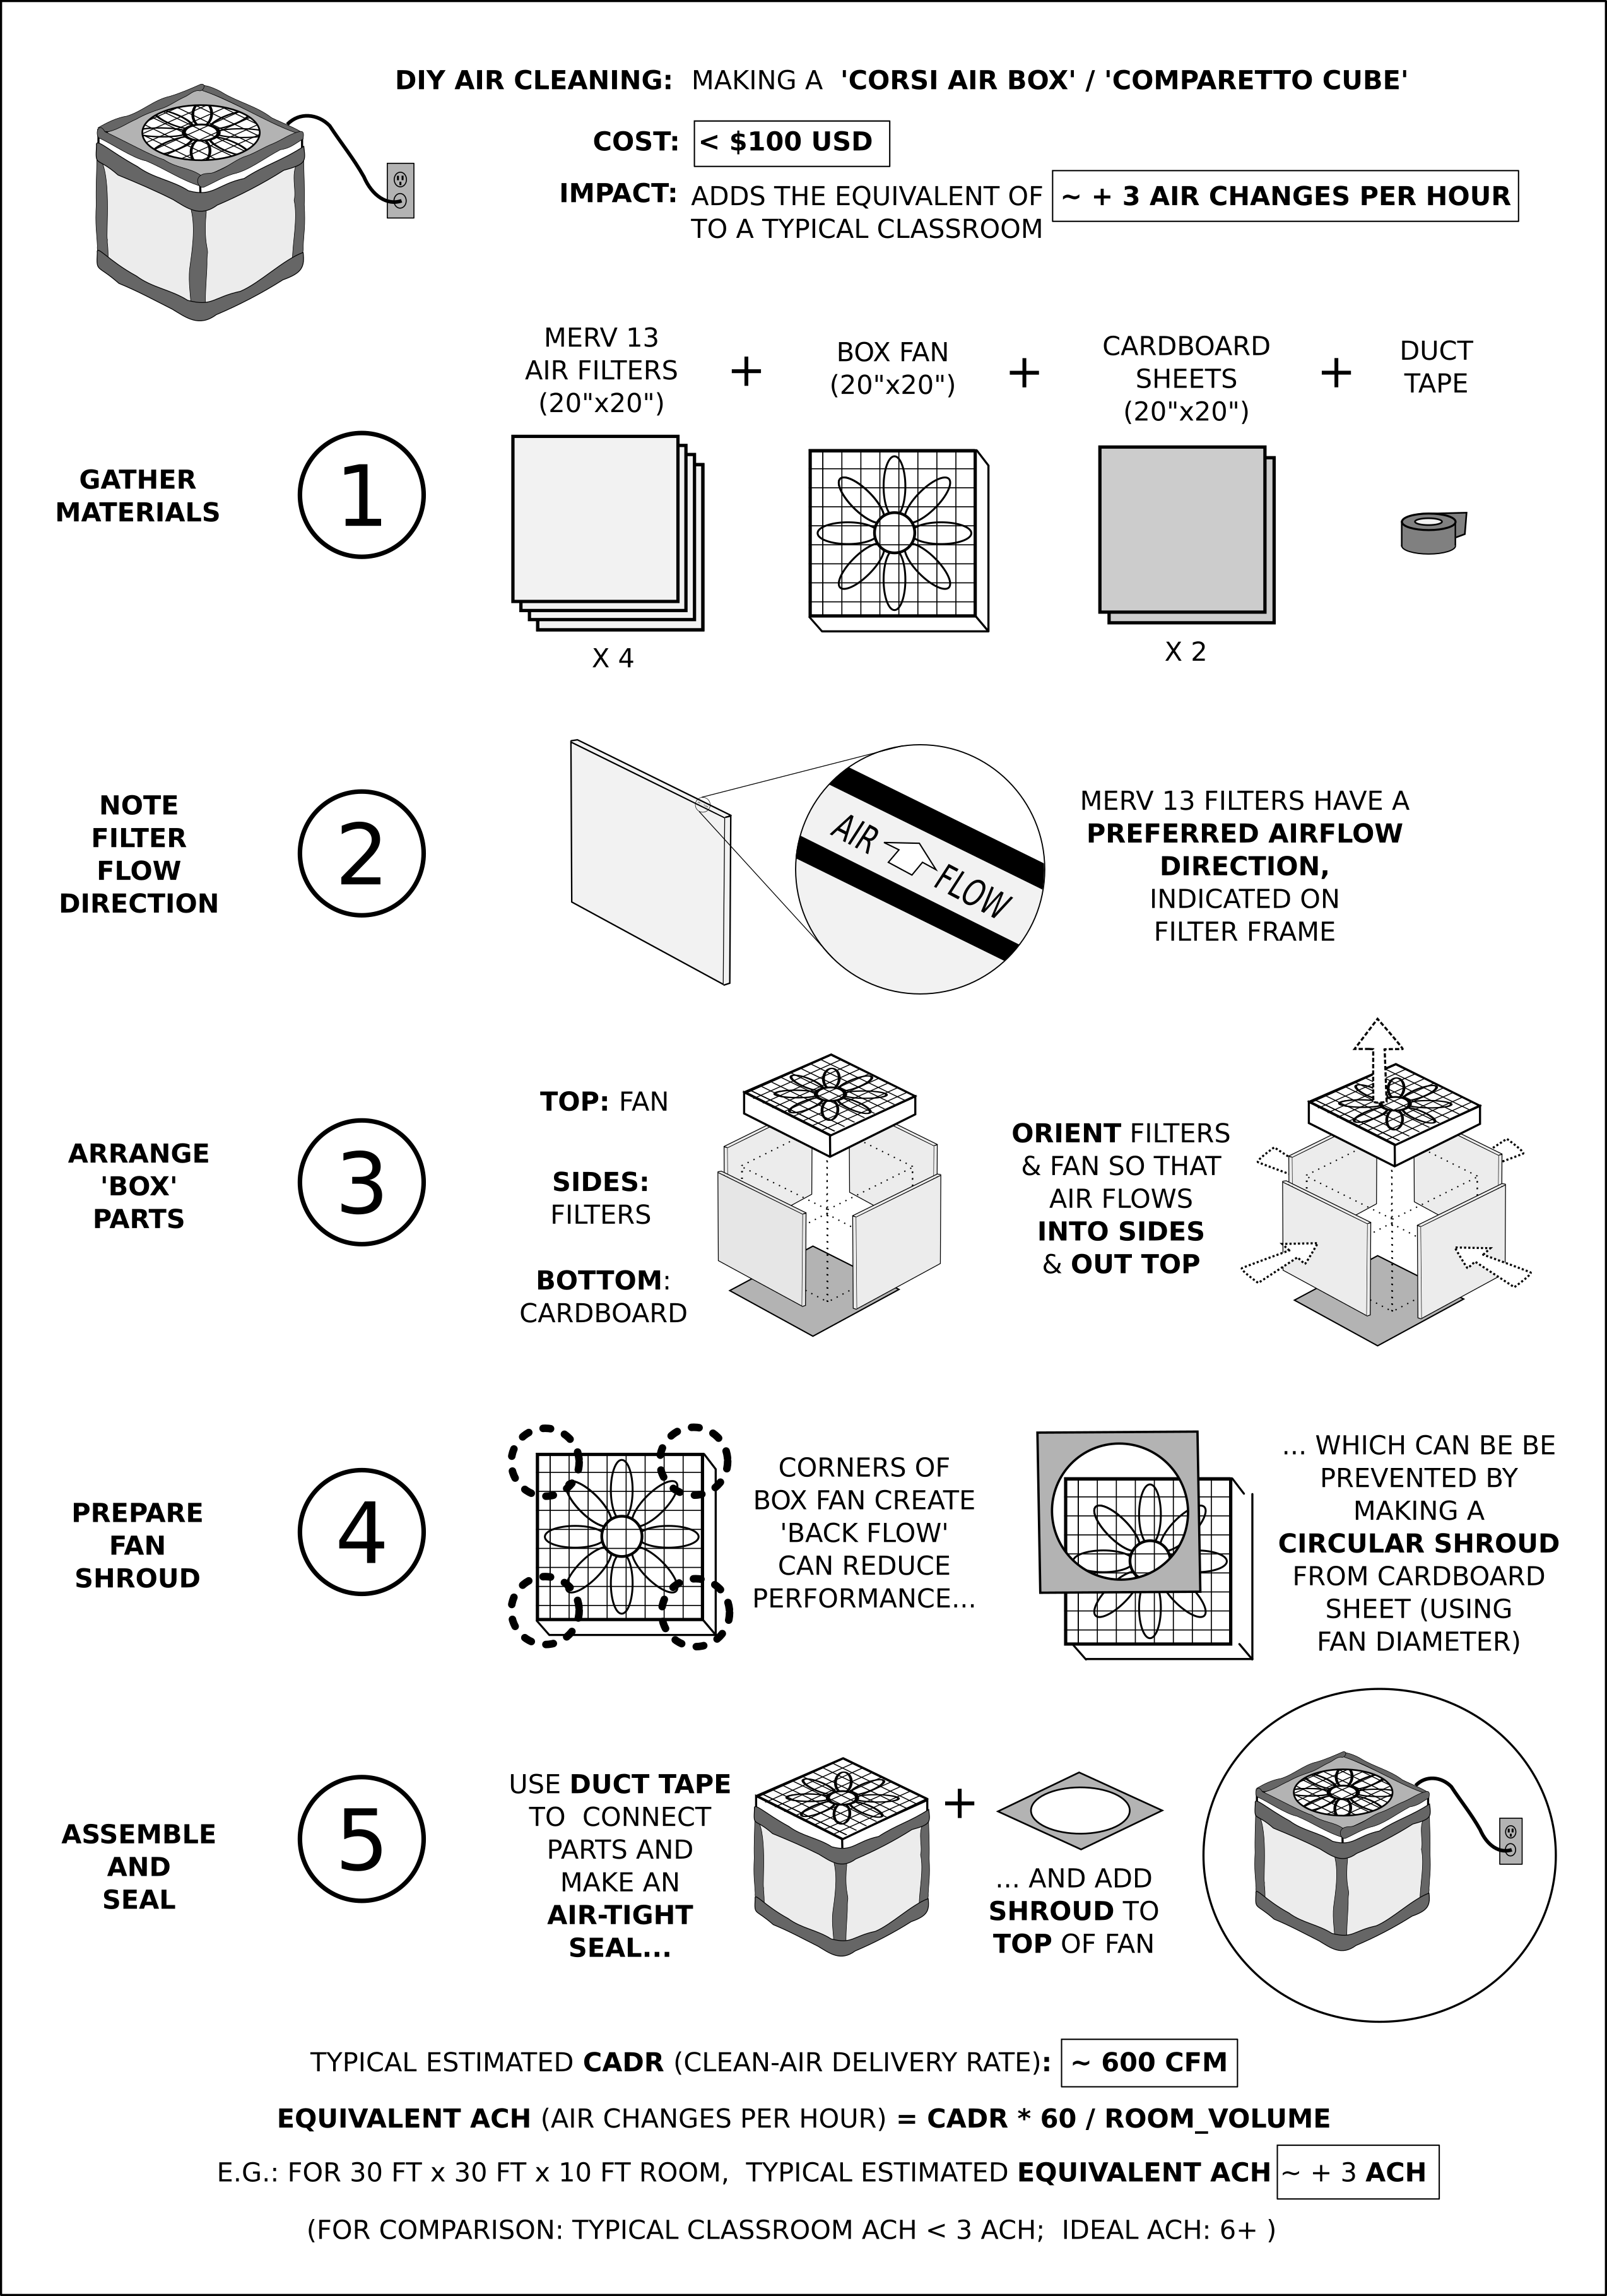 DIY AIR CLEANING: MAKING A 'CORSI AIR BOX' / 'COMPARETTO CUBE'
COST: < $100 USD
IMPACT: ADDS THE EQUIVALENT OF ~ + 3 AIR CHANGES PER HOUR
TO A TYPICAL CLASSROOM
GATHER
MATERIALS
1
MERV 13
AIR FILTERS
(20"x20")
X 4
+
BOX FAN
(20"x20")
+
CARDBOARD
SHEETS
(20"x20")
X 2
+
DUCT
TAPE
NOTE
FILTER
FLOW
DIRECTION
2
AIR FLOW
MERV 13 FILTERS HAVE A
PREFERRED AIRFLOW
DIRECTION,
INDICATED ON
FILTER FRAME
ARRANGE
'BOX'
PARTS
3
TOP: FAN
SIDES:
FILTERS
BOTTOM:
CARDBOARD
ORIENT FILTERS
& FAN SO THAT
AIR FLOWS
INTO SIDES
& OUT TOP
PREPARE
FAN
SHROUD
4
CORNERS OF
BOX FAN CREATE
'BACK FLOW'
CAN REDUCE
PERFORMANCE...
... WHICH CAN BE BE
PREVENTED BY
MAKING A
CIRCULAR SHROUD
FROM CARDBOARD
SHEET (USING
FAN DIAMETER)
ASSEMBLE
AND
SEAL
5
USE DUCT TAPE
TO CONNECT
PARTS AND
MAKE AN
AIR-TIGHT
SEAL...
+
... AND ADD
SHROUD TO
TOP OF FAN
TYPICAL ESTIMATED CADR (CLEAN-AIR DELIVERY RATE): ~ 600 CFM
EQUIVALENT ACH (AIR CHANGES PER HOUR) = CADR * 60 / ROOM_VOLUME
E.G.: FOR 30 FT x 30 FT x 10 FT ROOM, TYPICAL ESTIMATED EQUIVALENT ACH ~ + 3 ACH
(FOR COMPARISON: TYPICAL CLASSROOM ACH < 3 ACH; IDEAL ACH: 6+ )